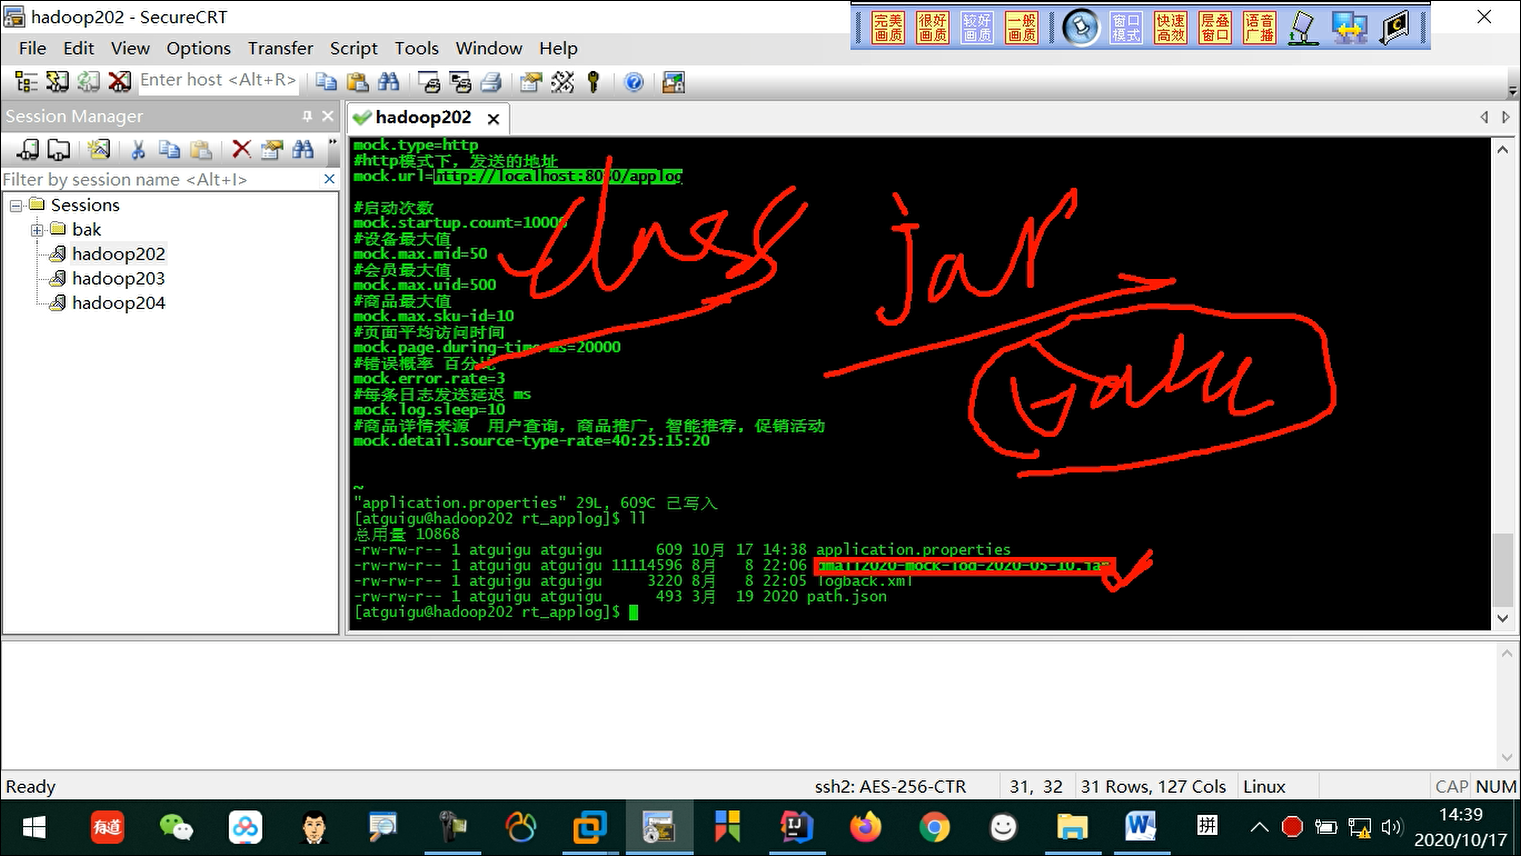 hadoop202 - SecureCRT
完美画质 很好画质 较好画质 一般画质 窗口模式 快速高效 层叠窗口 语音广播
File Edit View Options Transfer Script Tools Window Help
Enter host <Alt+R>
Session Manager
hadoop202
Filter by session name <Alt+I>
Sessions
bak
hadoop202
hadoop203
hadoop204
mock.type=http
#http模式下，发送的地址
mock.url=http://localhost:8080/applog
#启动次数
mock.startup.count=10000
#设备最大值
mock.max.mid=50
#会员最大值
mock.max.uid=500
#商品最大值
mock.max.sku-id=10
#页面平均访问时间
mock.page.during-time-ms=20000
#错误概率 百分比
mock.error.rate=3
#每条日志发送延迟 ms
mock.log.sleep=10
#商品详情来源 用户查询，商品推广，智能推荐，促销活动
mock.detail.source-type-rate=40:25:15:20
~
"application.properties" 29L, 609C 已写入
[atguigu@hadoop202 rt_applog]$ ll
总用量 10868
-rw-rw-r-- 1 atguigu atguigu 609 10月 17 14:38 application.properties
-rw-rw-r-- 1 atguigu atguigu 11114596 8月 8 22:06 gmall2020-mock-log-2020-05-10.jar
-rw-rw-r-- 1 atguigu atguigu 3220 8月 8 22:05 logback.xml
-rw-rw-r-- 1 atguigu atguigu 493 3月 19 2020 path.json
[atguigu@hadoop202 rt_applog]$
class jar
Ready
ssh2: AES-256-CTR 31, 32 31 Rows, 127 Cols Linux CAP NUM
有道
拼
14:39
2020/10/17